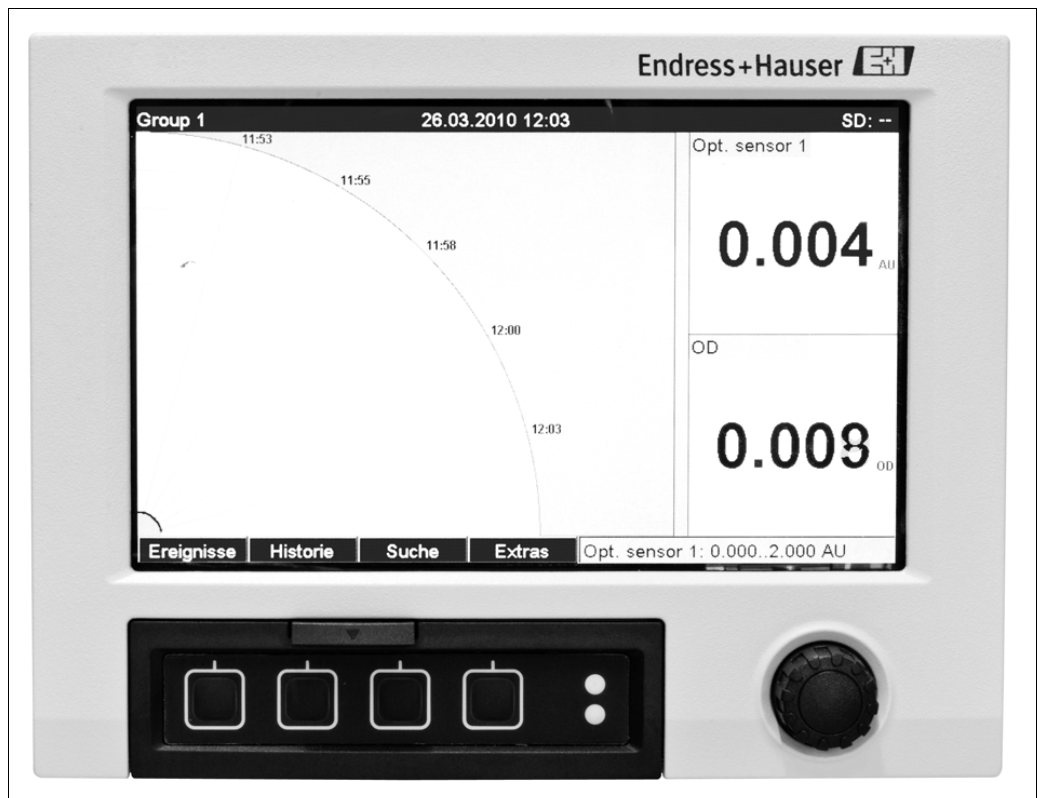 Endress+Hauser E+H
Group 1 26.03.2010 12:03 SD: --
11:53
11:55
11:58
12:00
12:03
Opt. sensor 1
0.004 AU
OD
0.008 OD
Ereignisse Historie Suche Extras Opt. sensor 1: 0.000..2.000 AU